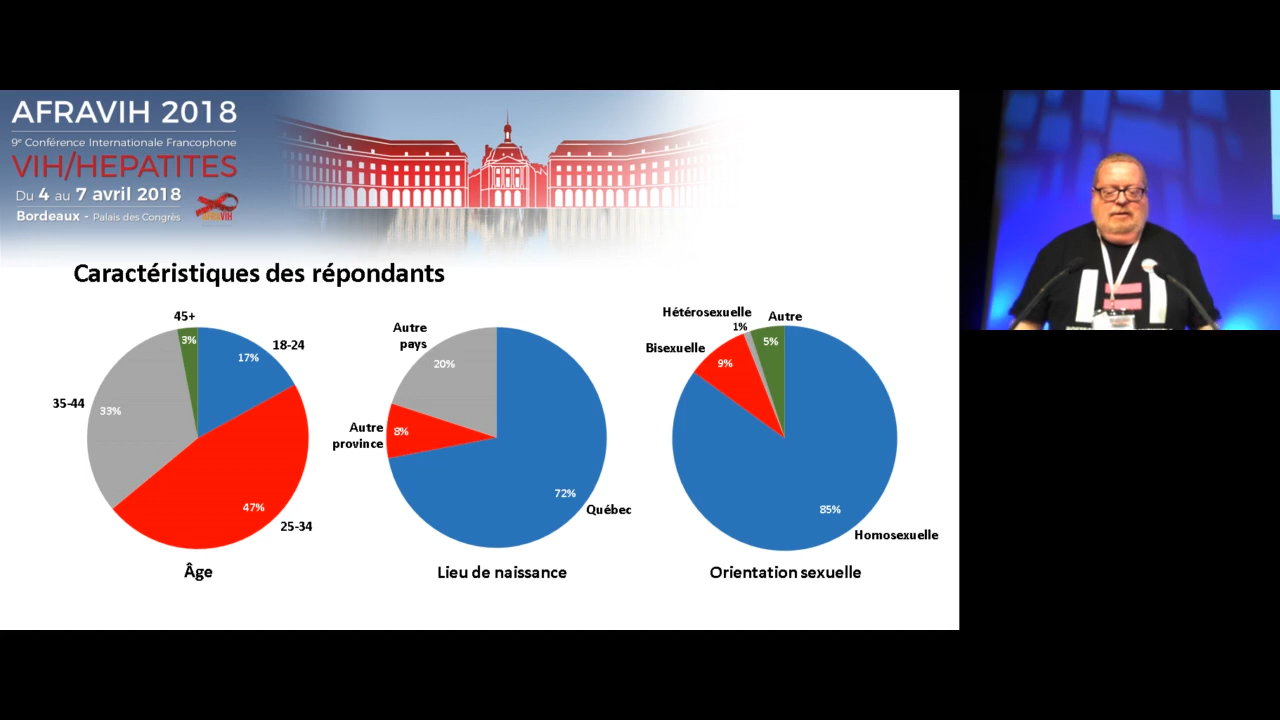 AFRAVIH 2018
9e Conférence Internationale Francophone
VIH/HEPATITES
Du 4 au 7 avril 2018
Bordeaux - Palais des Congrès
AFRAVIH
Caractéristiques des répondants
45+
3%
17%
18-24
35-44
33%
47%
25-34
Âge
Autre
pays
20%
Autre
province
8%
72%
Québec
Lieu de naissance
Hétérosexuelle
1%
Autre
5%
Bisexuelle
9%
85%
Homosexuelle
Orientation sexuelle
U=U